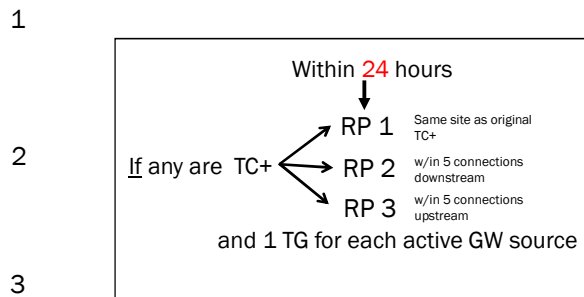 1
Within 24 hours
RP 1 Same site as original
TC+
2
If any are TC+
RP 2 w/in 5 connections
downstream
RP 3 w/in 5 connections
upstream
and 1 TG for each active GW source
3